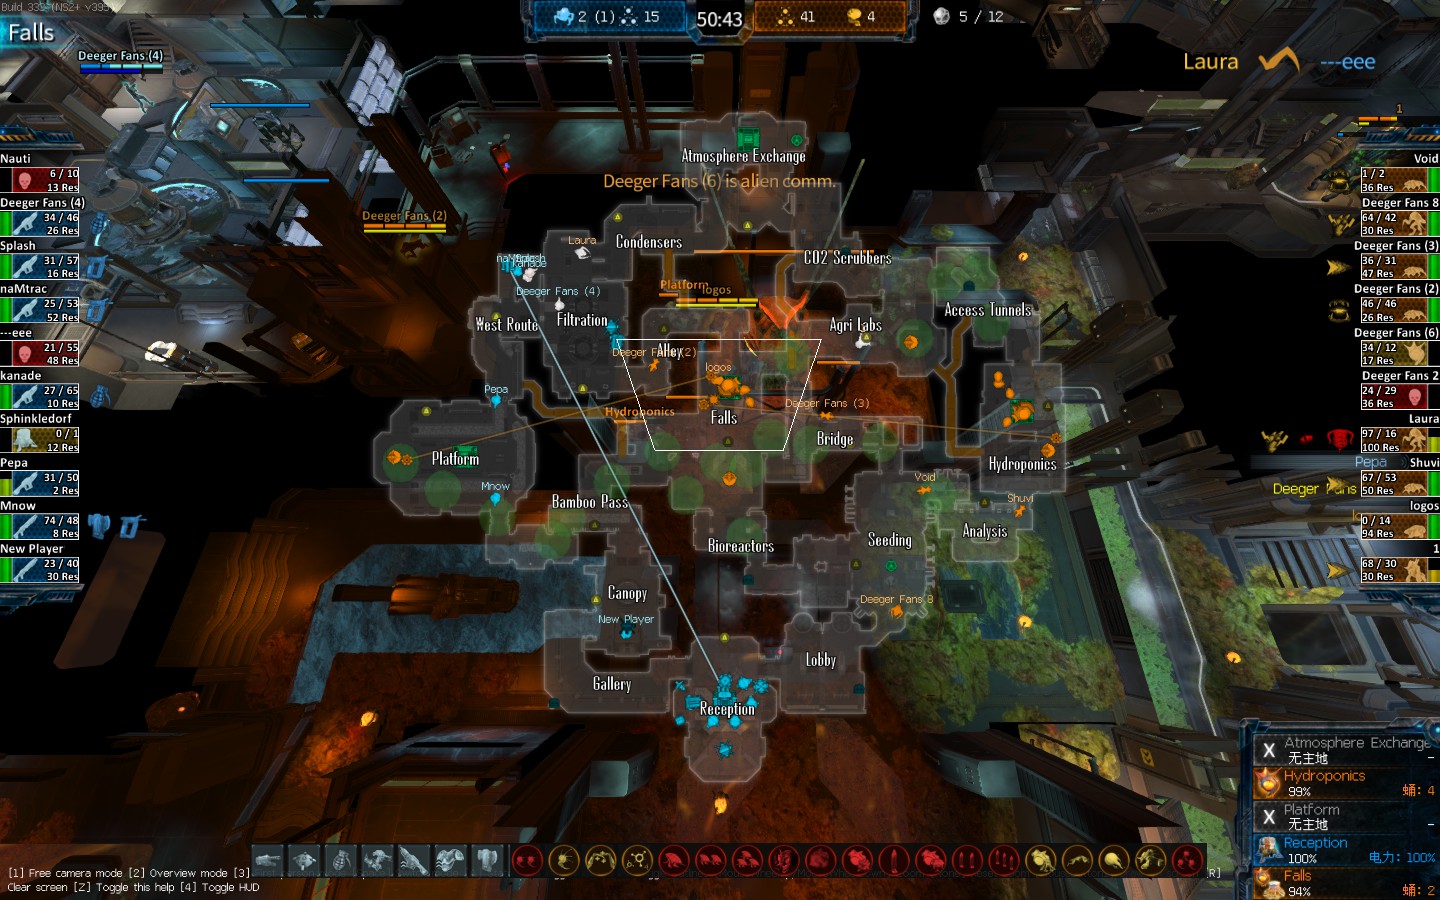 Falls
Deeger Fans (4)
2 (1) 15
50:43
41 4
5 / 12
Laura ---eee
1
Nauti
6 / 10
13 Res
Deeger Fans (4)
34 / 46
26 Res
Splash
31 / 57
16 Res
naMtrac
25 / 53
52 Res
---eee
21 / 55
48 Res
kanade
27 / 65
10 Res
Sphinkledorf
0 / 1
12 Res
Pepa
31 / 50
2 Res
Mnow
74 / 48
8 Res
New Player
23 / 40
30 Res
Atmosphere Exchange
Deeger Fans (6) is alien comm.
Deeger Fans (2)
Laura
Condensers
CO2 Scrubbers
Kanade
Deeger Fans (4)
Platform
logos
West Route
Filtration
Agri Labs
Access Tunnels
Alley
Deeger Fans (2)
logos
Pepa
Hydroponics
Deeger Fans (3)
Falls
Bridge
Platform
Hydroponics
Mnow
Void
Bamboo Pass
Shuvi
Analysis
Seeding
Bioreactors
Canopy
Deeger Fans 8
New Player
Lobby
Gallery
Reception
Void
1 / 2
36 Res
Deeger Fans 8
64 / 42
30 Res
Deeger Fans (3)
36 / 31
47 Res
Deeger Fans (2)
46 / 46
26 Res
Deeger Fans (6)
34 / 12
17 Res
Deeger Fans 2
24 / 29
36 Res
Laura
97 / 16
100 Res
Pepa Shuvi
67 / 53
50 Res
Deeger Fans
logos
0 / 14
94 Res
1
68 / 30
30 Res
X Atmosphere Exchange
无主地 -
Hydroponics
99% 蛹: 4
X Platform
无主地 -
Reception
100% 电力: 100%
Falls
94% 蛹: 2
[1] Free camera mode [2] Overview mode [3]
Clear screen [Z] Toggle this help [4] Toggle HUD